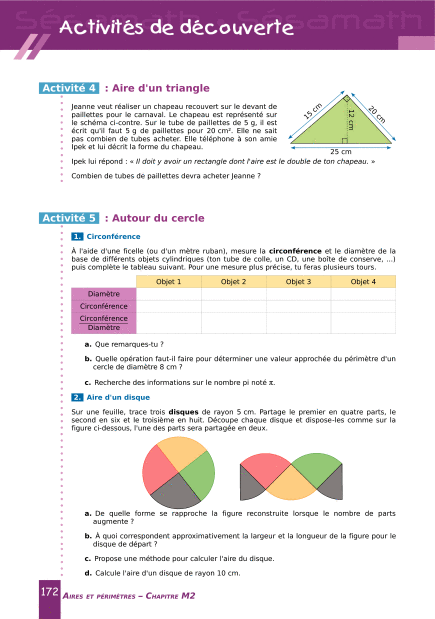 Sésamath Sésamath
Activités de découverte
Activité 4 : Aire d'un triangle
Jeanne veut réaliser un chapeau recouvert sur le devant de
paillettes pour le carnaval. Le chapeau est représenté sur
le schéma ci-contre. Sur le tube de paillettes de 5 g, il est
écrit qu'il faut 5 g de paillettes pour 20 cm². Elle ne sait
pas combien de tubes acheter. Elle téléphone à son amie
Ipek et lui décrit la forme du chapeau.
15 cm
12 cm
20 cm
25 cm
Ipek lui répond : « Il doit y avoir un rectangle dont l'aire est le double de ton chapeau. »
Combien de tubes de paillettes devra acheter Jeanne ?
Activité 5 : Autour du cercle
1. Circonférence
À l'aide d'une ficelle (ou d'un mètre ruban), mesure la circonférence et le diamètre de la
base de différents objets cylindriques (ton tube de colle, un CD, une boîte de conserve, ...)
puis complète le tableau suivant. Pour une mesure plus précise, tu feras plusieurs tours.
Objet 1 Objet 2 Objet 3 Objet 4
Diamètre
Circonférence
Circonférence
Diamètre
a. Que remarques-tu ?
b. Quelle opération faut-il faire pour déterminer une valeur approchée du périmètre d'un
cercle de diamètre 8 cm ?
c. Recherche des informations sur le nombre pi noté π.
2. Aire d'un disque
Sur une feuille, trace trois disques de rayon 5 cm. Partage le premier en quatre parts, le
second en six et le troisième en huit. Découpe chaque disque et dispose-les comme sur la
figure ci-dessous, l'une des parts sera partagée en deux.
a. De quelle forme se rapproche la figure reconstruite lorsque le nombre de parts
augmente ?
b. À quoi correspondent approximativement la largeur et la longueur de la figure pour le
disque de départ ?
c. Propose une méthode pour calculer l'aire du disque.
d. Calcule l'aire d'un disque de rayon 10 cm.
172 AIRES ET PÉRIMÈTRES – CHAPITRE M2